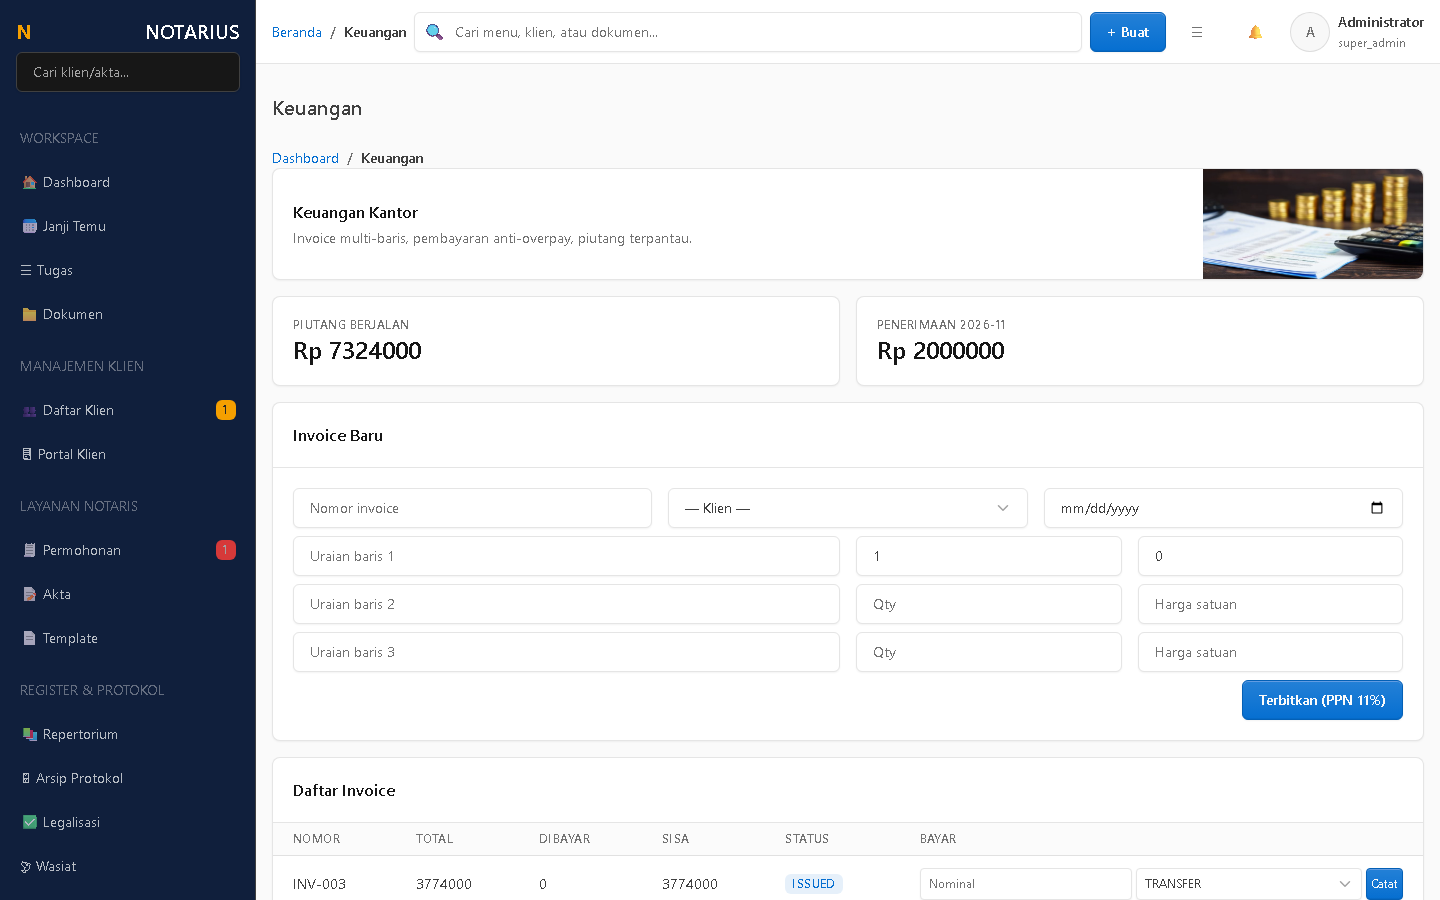 N NOTARIUS
Cari klien/akta...
WORKSPACE
Dashboard
Janji Temu
Tugas
Dokumen
MANAJEMEN KLIEN
Daftar Klien 1
Portal Klien
LAYANAN NOTARIS
Permohonan 1
Akta
Template
REGISTER & PROTOKOL
Repertorium
Arsip Protokol
Legalisasi
Wasiat
Beranda / Keuangan
Cari menu, klien, atau dokumen...
+ Buat
A
Administrator
super_admin
Keuangan
Dashboard / Keuangan
Keuangan Kantor
Invoice multi-baris, pembayaran anti-overpay, piutang terpantau.
PIUTANG BERJALAN
Rp 7324000
PENERIMAAN 2026-11
Rp 2000000
Invoice Baru
Nomor invoice — Klien — mm/dd/yyyy
Uraian baris 1 1 0
Uraian baris 2 Qty Harga satuan
Uraian baris 3 Qty Harga satuan
Terbitkan (PPN 11%)
Daftar Invoice
NOMOR TOTAL DIBAYAR SISA STATUS BAYAR
INV-003 3774000 0 3774000 ISSUED Nominal TRANSFER Catat